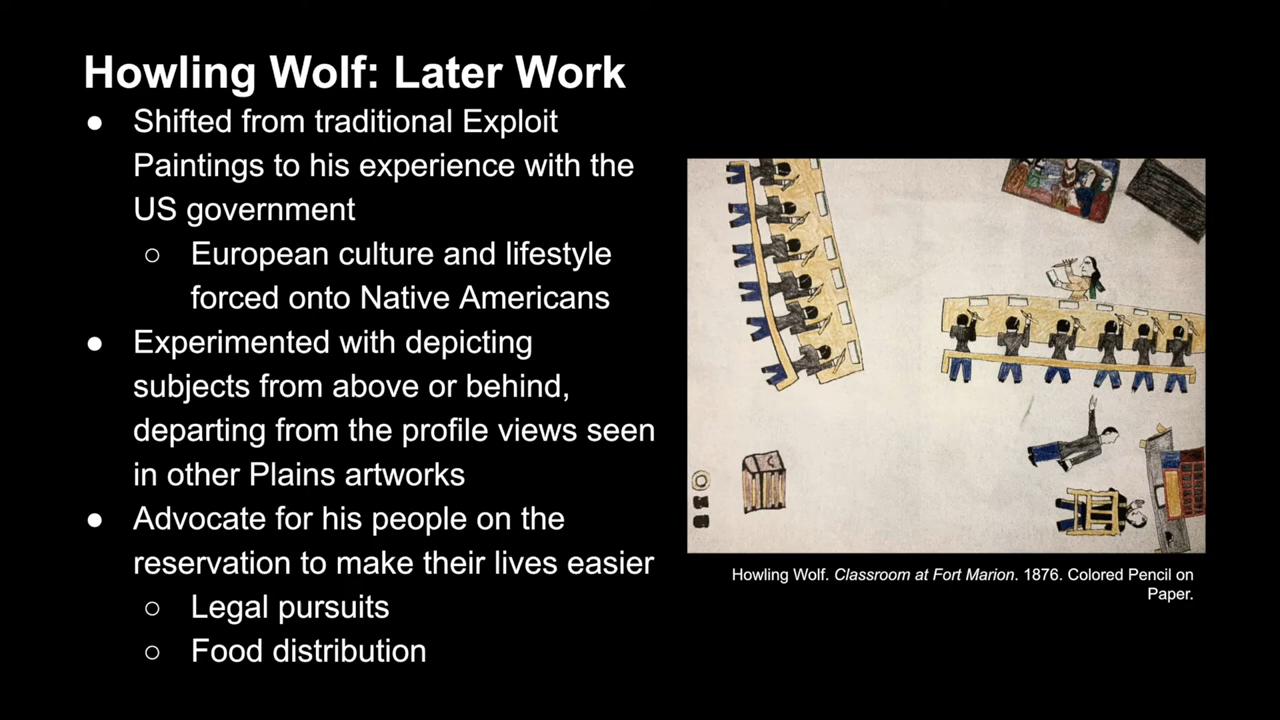 Howling Wolf: Later Work
● Shifted from traditional Exploit
Paintings to his experience with the
US government
○ European culture and lifestyle
forced onto Native Americans
● Experimented with depicting
subjects from above or behind,
departing from the profile views seen
in other Plains artworks
● Advocate for his people on the
reservation to make their lives easier
○ Legal pursuits
○ Food distribution
Howling Wolf. Classroom at Fort Marion. 1876. Colored Pencil on
Paper.